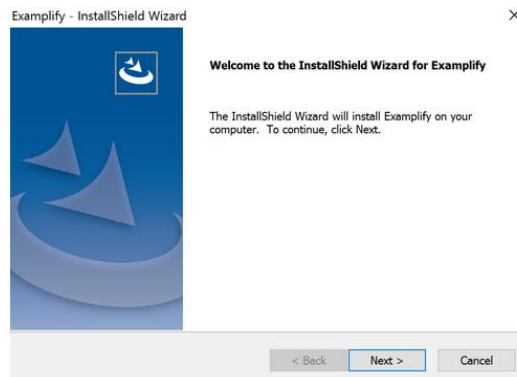 Examplify - InstallShield Wizard
Welcome to the InstallShield Wizard for Examplify
The InstallShield Wizard will install Examplify on your
computer. To continue, click Next.
< Back
Next >
Cancel